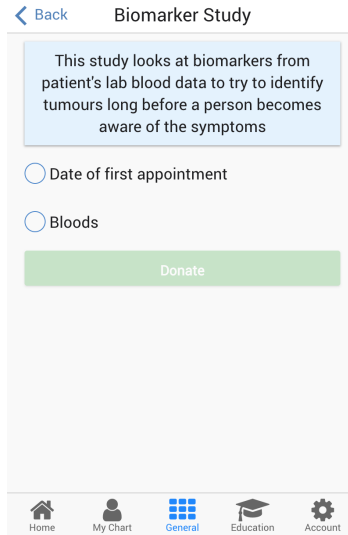 Back
Biomarker Study
This study looks at biomarkers from
patient's lab blood data to try to identify
tumours long before a person becomes
aware of the symptoms
Date of first appointment
Bloods
Donate
Home
My Chart
General
Education
Account